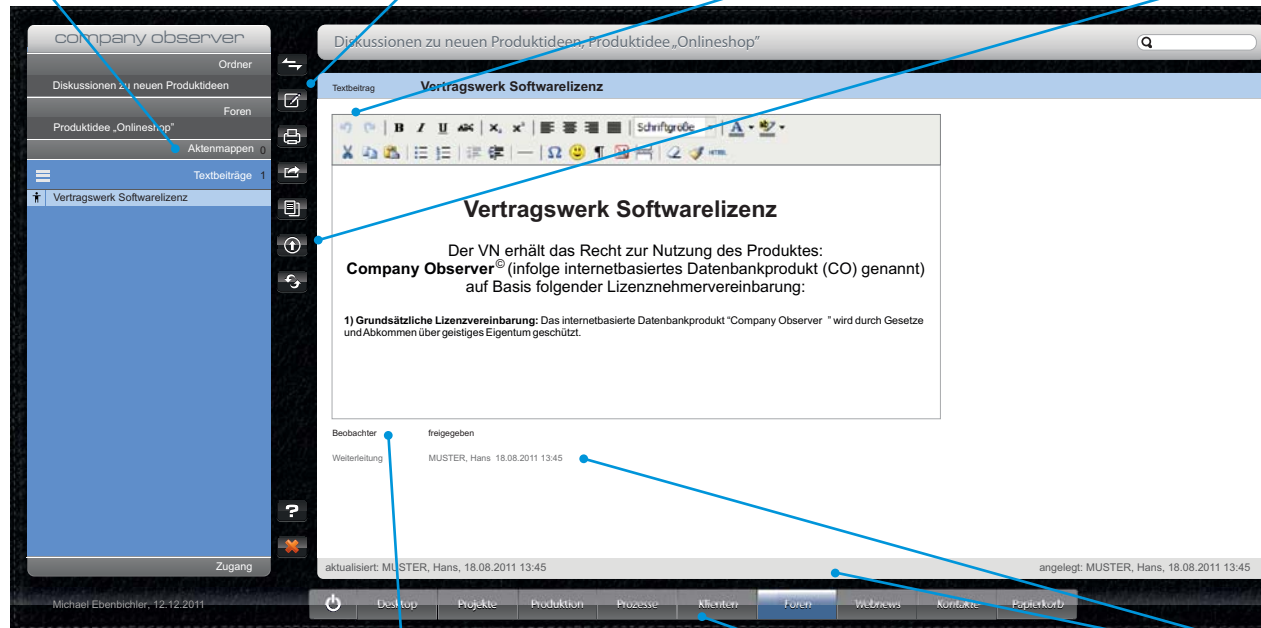 company observer
Ordner
Diskussionen zu neuen Produktideen
Foren
Produktidee „Onlineshop”
Aktenmappen 0
Textbeiträge 1
Vertragswerk Softwarelizenz
Zugang
Michael Ebenbichler, 12.12.2011
Diskussionen zu neuen Produktideen, Produktidee „Onlineshop”
Textbeitrag Vertragswerk Softwarelizenz
B I U ABC X, x² Schriftgröße A ab
Ω ¶ HTML
Vertragswerk Softwarelizenz
Der VN erhält das Recht zur Nutzung des Produktes:
Company Observer© (infolge internetbasiertes Datenbankprodukt (CO) genannt)
auf Basis folgender Lizenznehmervereinbarung:
1) Grundsätzliche Lizenzvereinbarung: Das internetbasierte Datenbankprodukt “Company Observer ” wird durch Gesetze
und Abkommen über geistiges Eigentum geschützt.
Beobachter freigegeben
Weiterleitung MUSTER, Hans 18.08.2011 13:45
?
aktualisiert: MUSTER, Hans, 18.08.2011 13:45 angelegt: MUSTER, Hans, 18.08.2011 13:45
Desktop Projekte Produktion Prozesse Klienten Foren Webnews Kontakte Papierkorb